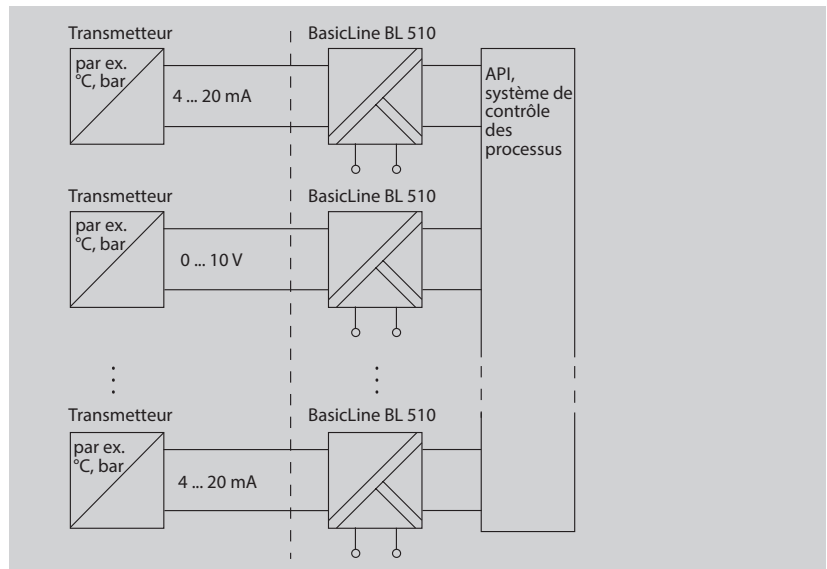 Transmetteur
BasicLine BL 510
par ex.
°C, bar
4 ... 20 mA
API,
système de
contrôle
des
processus
Transmetteur
BasicLine BL 510
par ex.
°C, bar
0 ... 10 V
Transmetteur
BasicLine BL 510
par ex.
°C, bar
4 ... 20 mA